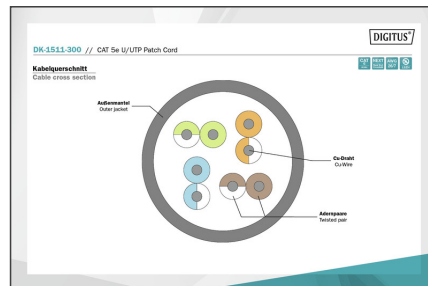 DIGITUS®
DK-1511-300 // CAT 5e U/UTP Patch Cord
Kabelquerschnitt
Cable cross section
Außenmantel
Outer jacket
Cu-Draht
Cu-Wire
Adernpaare
Twisted pair